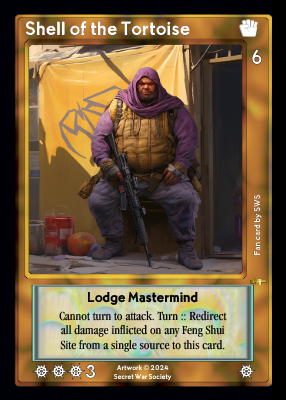 Shell of the Tortoise
6
Fan card by SWS
Lodge Mastermind
Cannot turn to attack. Turn :: Redirect
all damage inflicted on any Feng Shui
Site from a single source to this card.
3
Artwork © 2024
Secret War Society